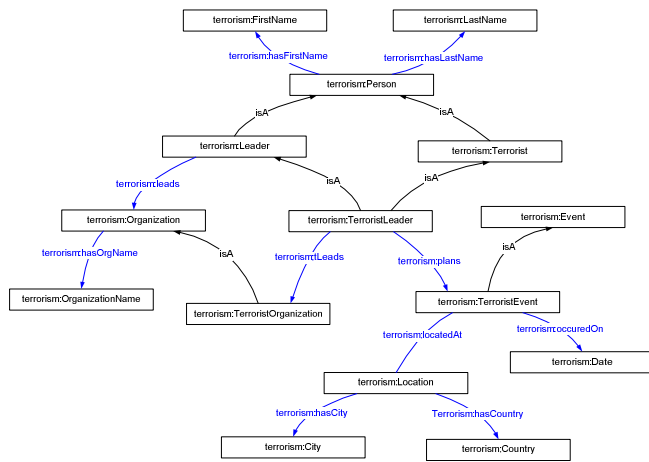 terrorism:FirstName
terrorism:LastName
terrorism:hasFirstName
terrorism:hasLastName
terrorism:Person
isA
isA
terrorism:Leader
terrorism:Terrorist
isA
isA
terrorism:leads
terrorism:Organization
terrorism:TerroristLeader
terrorism:Event
terrorism:hasOrgName
isA
terrorism:tLeads
terrorism:plans
isA
terrorism:OrganizationName
terrorism:TerroristOrganization
terrorism:TerroristEvent
terrorism:locatedAt
terrorism:occuredOn
terrorism:Date
terrorism:Location
terrorism:hasCity
Terrorism:hasCountry
terrorism:City
terrorism:Country